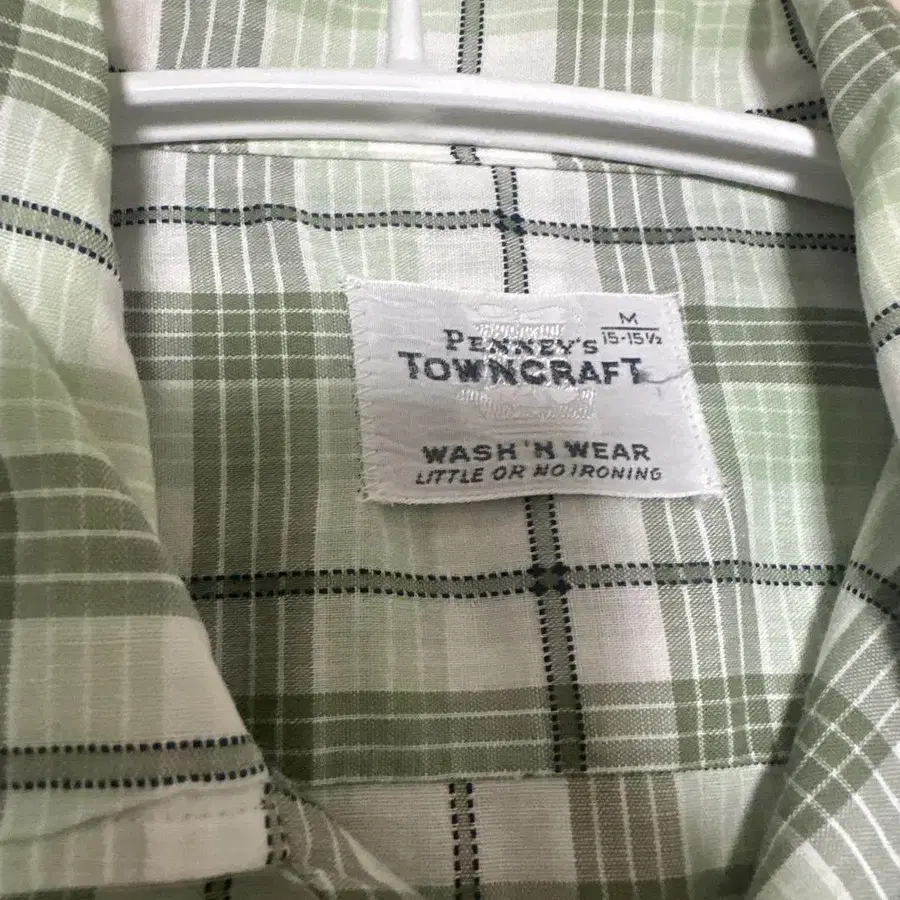 M
15-15½
PENNEY'S
TOWNCRAFT
WASH 'N WEAR
LITTLE OR NO IRONING